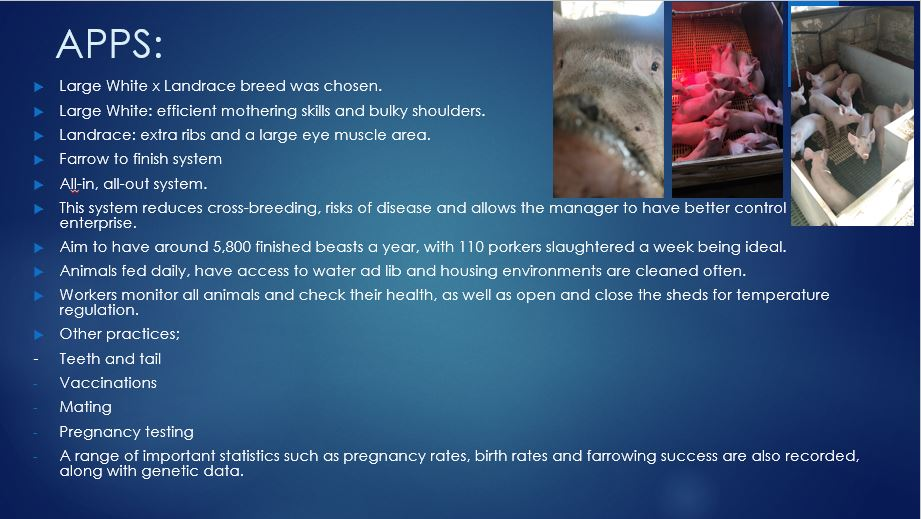 APPS:
Large White x Landrace breed was chosen.
Large White: efficient mothering skills and bulky shoulders.
Landrace: extra ribs and a large eye muscle area.
Farrow to finish system
All-in, all-out system.
This system reduces cross-breeding, risks of disease and allows the manager to have better control
enterprise.
Aim to have around 5,800 finished beasts a year, with 110 porkers slaughtered a week being ideal.
Animals fed daily, have access to water ad lib and housing environments are cleaned often.
Workers monitor all animals and check their health, as well as open and close the sheds for temperature
regulation.
Other practices;
- Teeth and tail
- Vaccinations
- Mating
- Pregnancy testing
- A range of important statistics such as pregnancy rates, birth rates and farrowing success are also recorded,
along with genetic data.